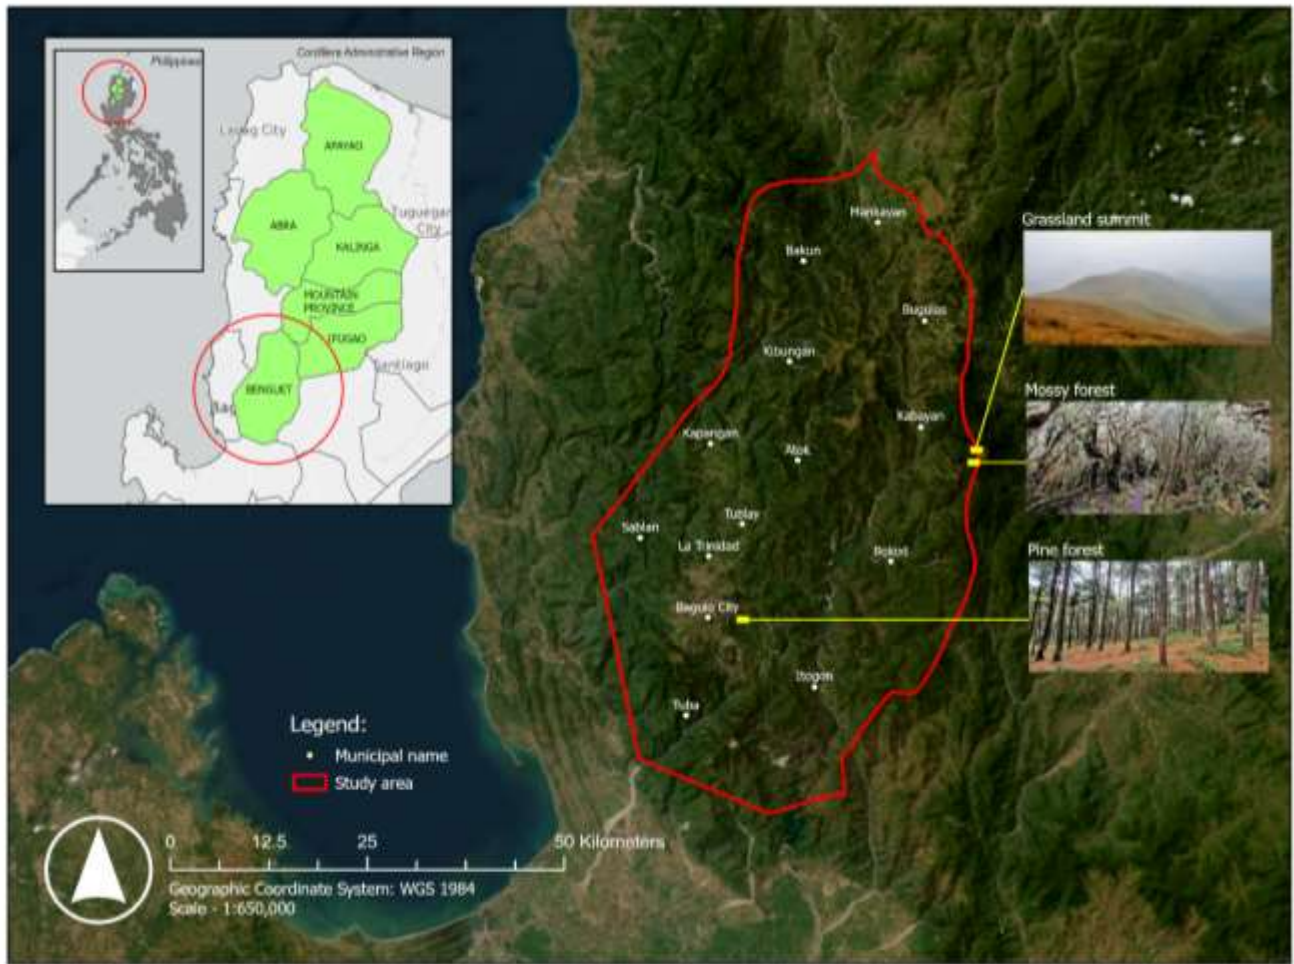 Philippines
Cordillera Administrative Region
Laoag City
APAYAO
ABRA
Tuguegar
City
KALINGA
MOUNTAIN
PROVINCE
IFUGAO
Santiago
BENGUET
Mankayan
Bakun
Buguias
Kibungan
Kabayan
Kapangan
Atok
Tublay
Sablan
La Trinidad
Bokod
Baguio City
Itogon
Tuba
Grassland summit
Mossy forest
Pine forest
Legend:
Municipal name
Study area
0 12.5 25 50 Kilometers
Geographic Coordinate System: WGS 1984
Scale - 1:650,000